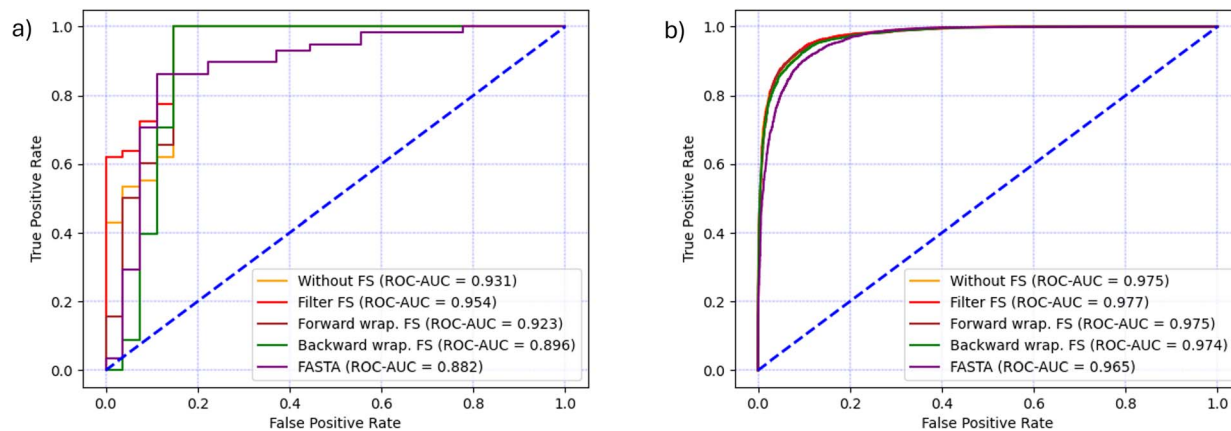 a)
1.0
0.8
0.6
0.4
0.2
0.0
True Positive Rate
Without FS (ROC-AUC = 0.931)
Filter FS (ROC-AUC = 0.954)
Forward wrap. FS (ROC-AUC = 0.923)
Backward wrap. FS (ROC-AUC = 0.896)
FASTA (ROC-AUC = 0.882)
0.0 0.2 0.4 0.6 0.8 1.0
False Positive Rate
b)
1.0
0.8
0.6
0.4
0.2
0.0
True Positive Rate
Without FS (ROC-AUC = 0.975)
Filter FS (ROC-AUC = 0.977)
Forward wrap. FS (ROC-AUC = 0.975)
Backward wrap. FS (ROC-AUC = 0.974)
FASTA (ROC-AUC = 0.965)
0.0 0.2 0.4 0.6 0.8 1.0
False Positive Rate